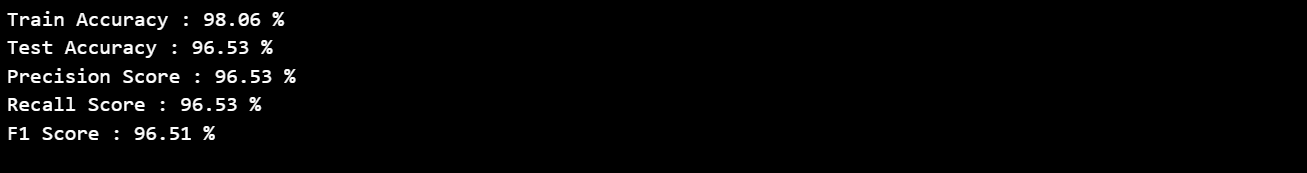 Train Accuracy : 98.06 %
Test Accuracy : 96.53 %
Precision Score : 96.53 %
Recall Score : 96.53 %
F1 Score : 96.51 %